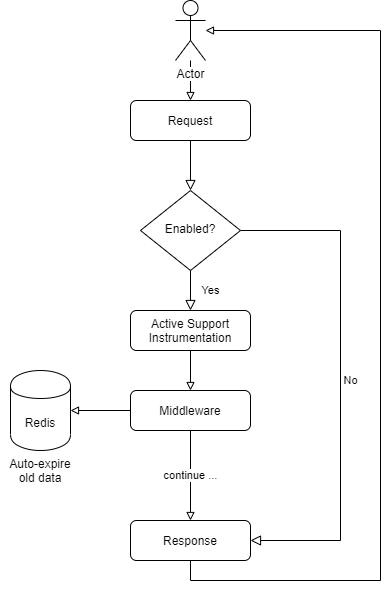 Actor
Request
Enabled?
Yes
Active Support
Instrumentation
No
Middleware
Redis
Auto-expire
old data
continue ...
Response